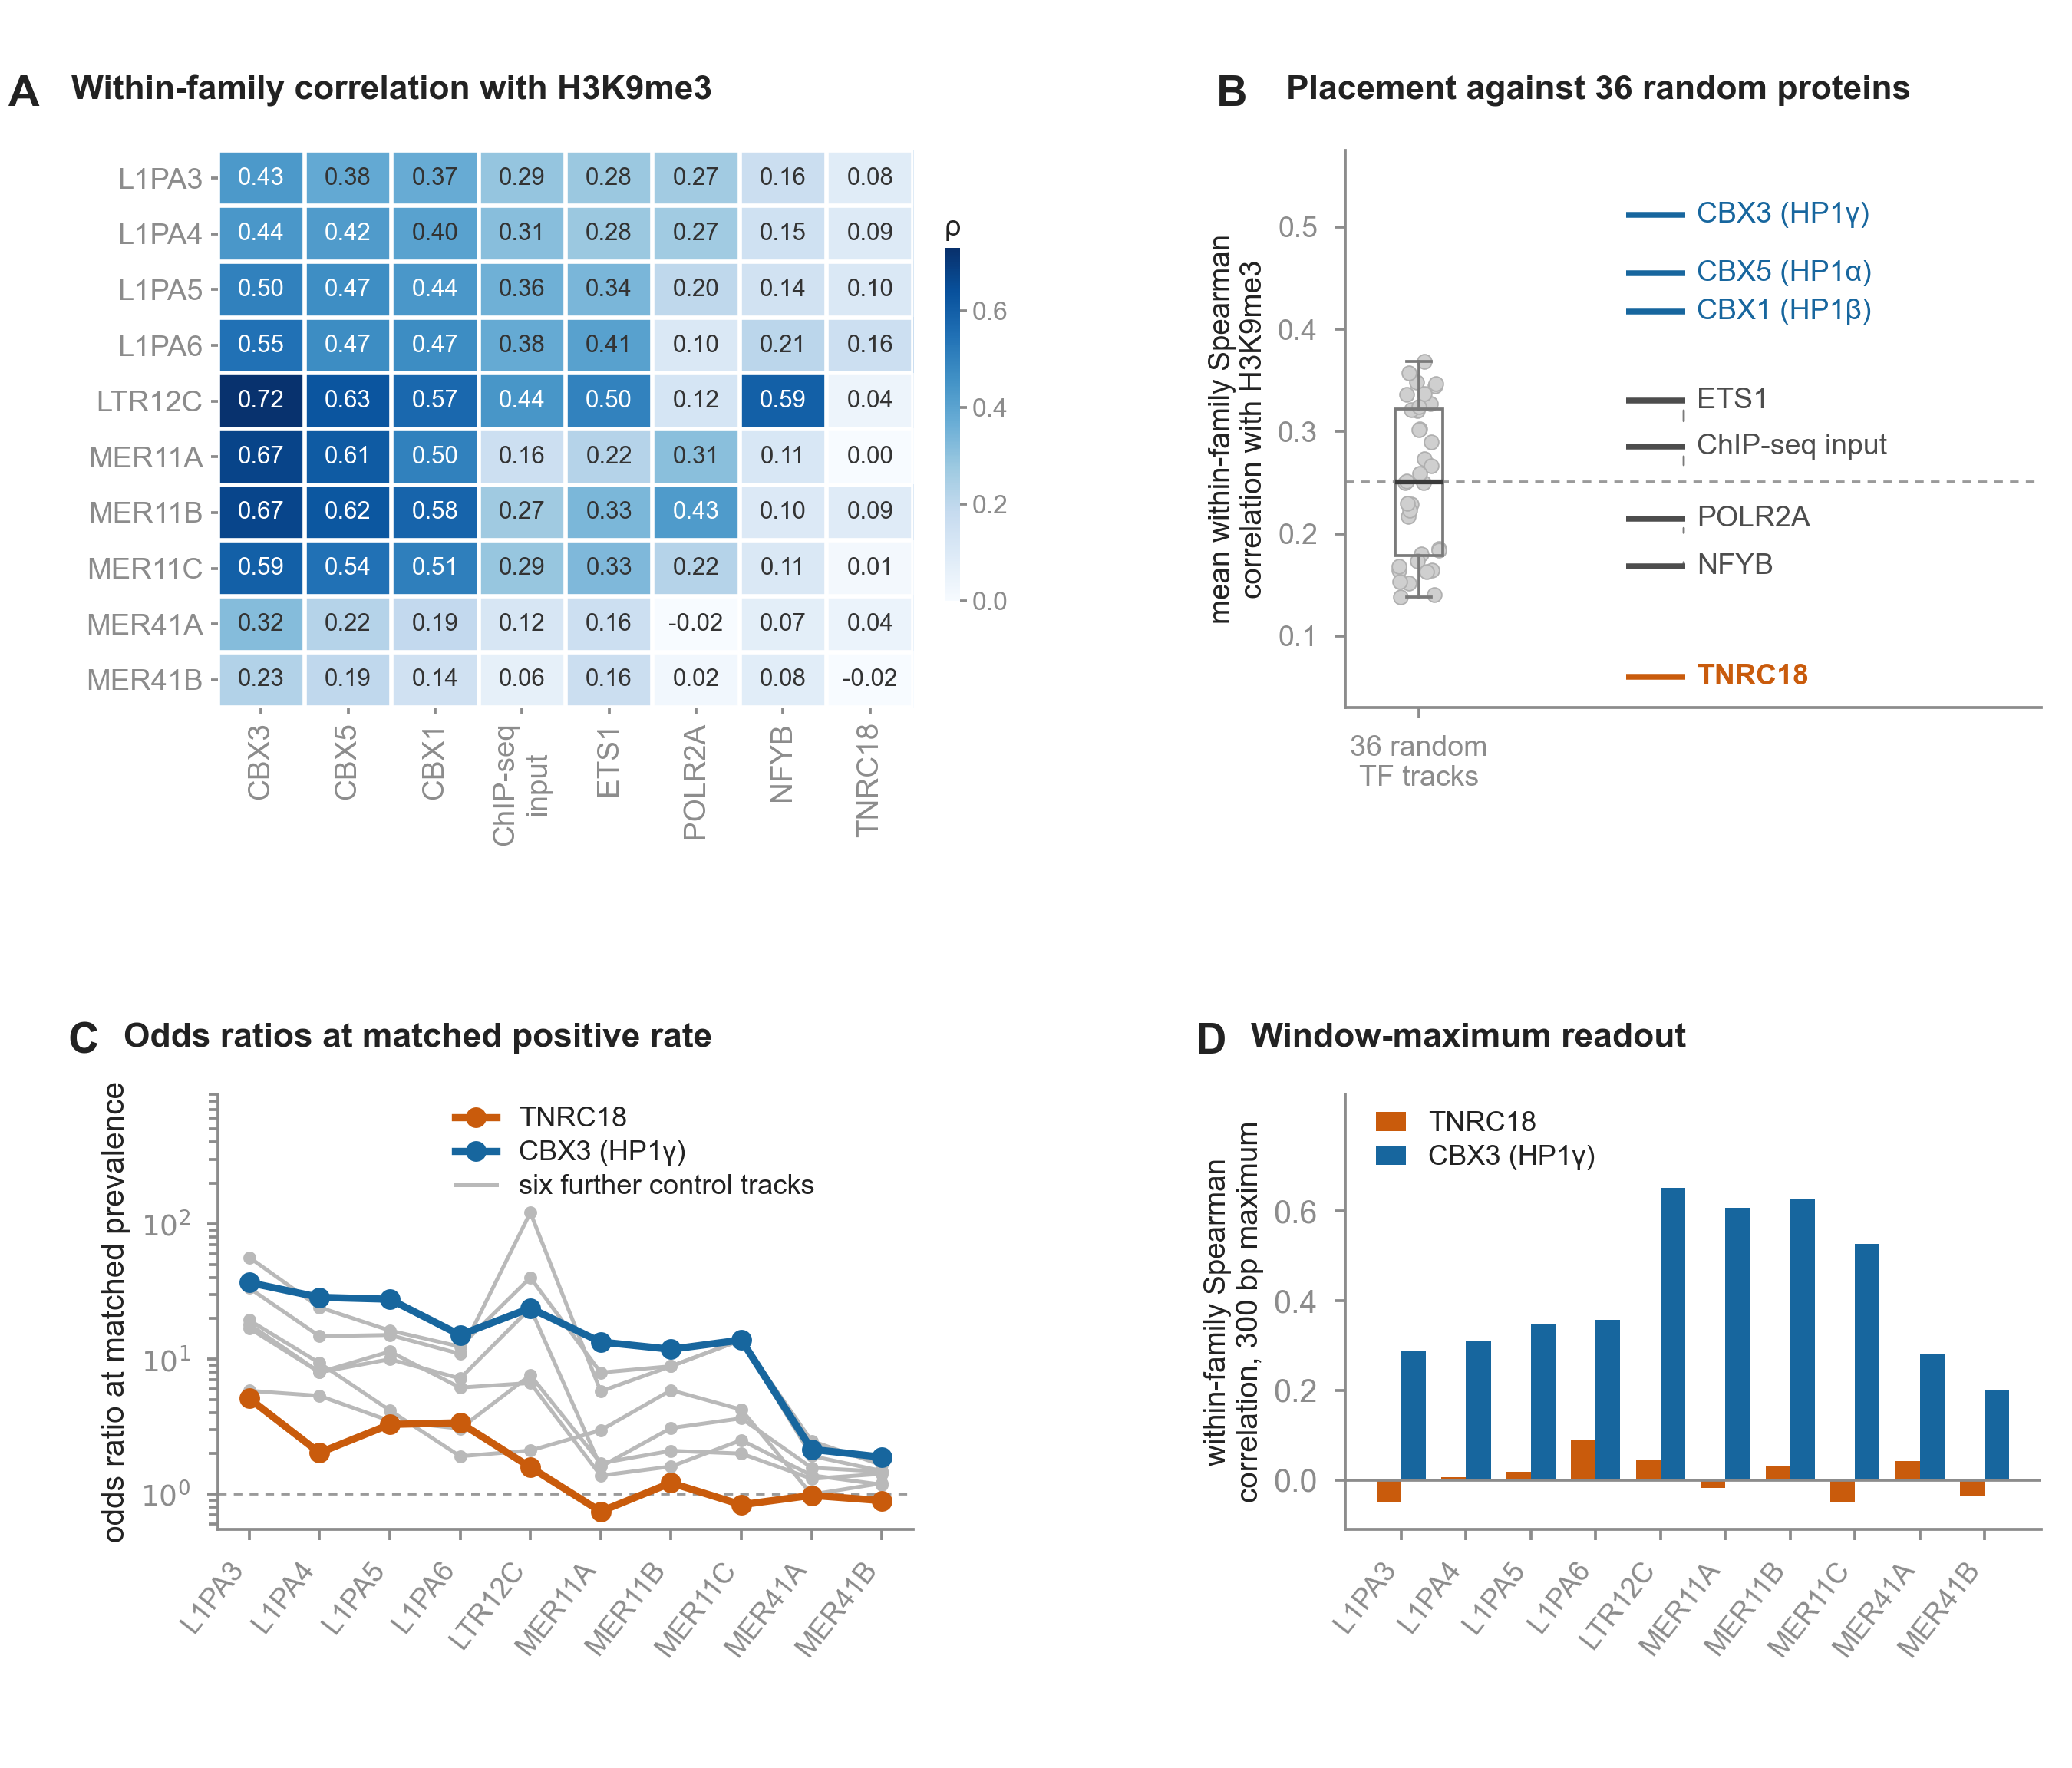 A Within-family correlation with H3K9me3
L1PA3 0.43 0.38 0.37 0.29 0.28 0.27 0.16 0.08
L1PA4 0.44 0.42 0.40 0.31 0.28 0.27 0.15 0.09
L1PA5 0.50 0.47 0.44 0.36 0.34 0.20 0.14 0.10
L1PA6 0.55 0.47 0.47 0.38 0.41 0.10 0.21 0.16
LTR12C 0.72 0.63 0.57 0.44 0.50 0.12 0.59 0.04
MER11A 0.67 0.61 0.50 0.16 0.22 0.31 0.11 0.00
MER11B 0.67 0.62 0.58 0.27 0.33 0.43 0.10 0.09
MER11C 0.59 0.54 0.51 0.29 0.33 0.22 0.11 0.01
MER41A 0.32 0.22 0.19 0.12 0.16 -0.02 0.07 0.04
MER41B 0.23 0.19 0.14 0.06 0.16 0.02 0.08 -0.02
CBX3
CBX5
CBX1
ChIP-seq
input
ETS1
POLR2A
NFYB
TNRC18
ρ
0.6
0.4
0.2
0.0
B Placement against 36 random proteins
mean within-family Spearman
correlation with H3K9me3
0.5
0.4
0.3
0.2
0.1
CBX3 (HP1γ)
CBX5 (HP1α)
CBX1 (HP1β)
ETS1
ChIP-seq input
POLR2A
NFYB
TNRC18
36 random
TF tracks
C Odds ratios at matched positive rate
odds ratio at matched prevalence
10²
10¹
10⁰
TNRC18
CBX3 (HP1γ)
six further control tracks
L1PA3
L1PA4
L1PA5
L1PA6
LTR12C
MER11A
MER11B
MER11C
MER41A
MER41B
D Window-maximum readout
within-family Spearman
correlation, 300 bp maximum
0.6
0.4
0.2
0.0
TNRC18
CBX3 (HP1γ)
L1PA3
L1PA4
L1PA5
L1PA6
LTR12C
MER11A
MER11B
MER11C
MER41A
MER41B